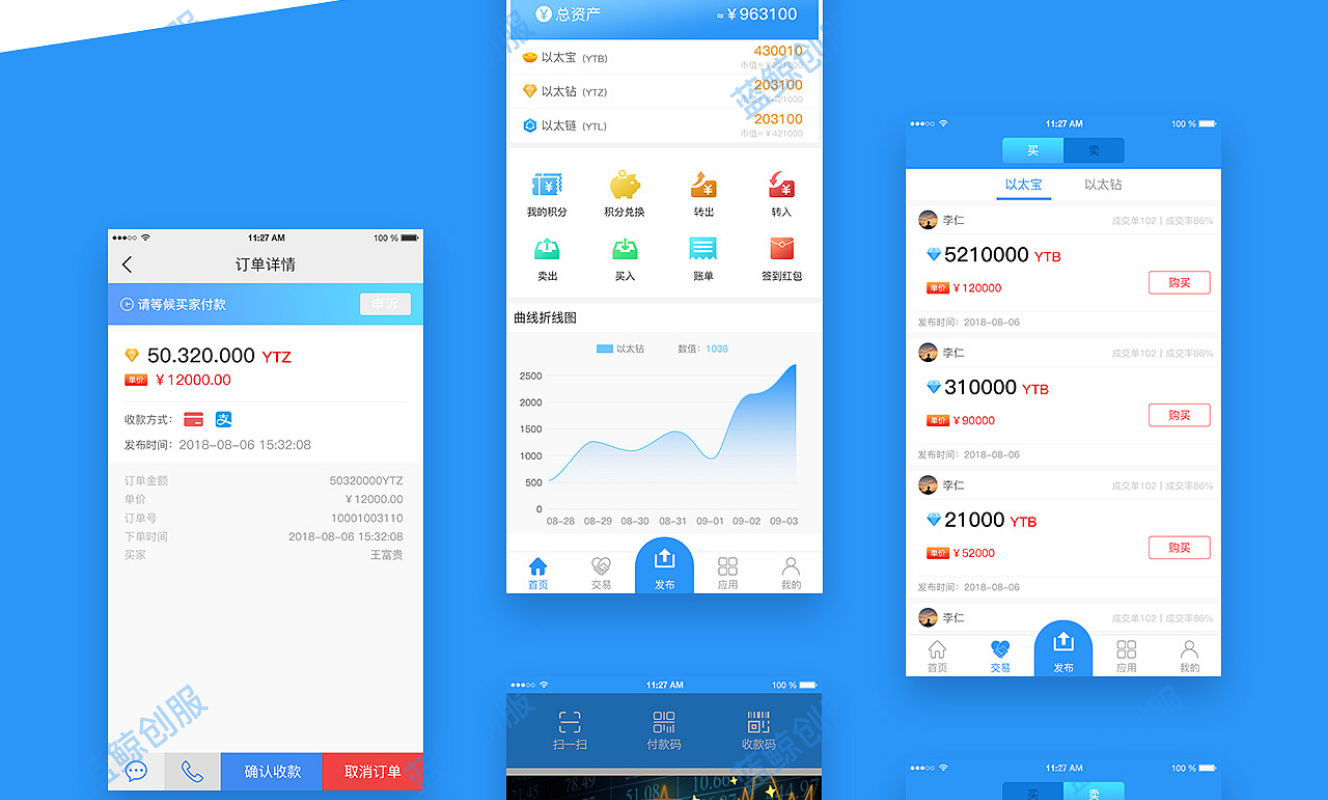 总资产 ≈¥963100
以太宝 (YTB) 430010
以太钻 (YTZ) 203100
市值≈¥421000
以太链 (YTL) 203100
市值≈¥421000
我的积分 积分兑换 转出 转入
卖出 买入 账单 签到红包
曲线折线图
以太钻 数值: 1036
2500
2000
1500
1000
500
0
08-28 08-29 08-30 08-31 09-01 09-02 09-03
首页 交易 发布 应用 我的
11:27 AM 100 %
订单详情
请等候买家付款 申诉
50.320.000 YTZ
单价 ¥12000.00
收款方式:
支
发布时间: 2018-08-06 15:32:08
订单金额 50320000YTZ
单价 ¥12000.00
订单号 10001003110
下单时间 2018-08-06 15:32:08
买家 王富贵
确认收款 取消订单
11:27 AM 100 %
买 卖
以太宝 以太钻
李仁 成交单102 | 成交率86%
5210000 YTB
单价 ¥120000 购买
发布时间: 2018-08-06
李仁 成交单102 | 成交率86%
310000 YTB
单价 ¥90000 购买
发布时间: 2018-08-06
李仁 成交单102 | 成交率86%
21000 YTB
单价 ¥52000 购买
发布时间: 2018-08-06
李仁 成交单102 | 成交率86%
首页 交易 发布 应用 我的
11:27 AM 100 %
扫一扫 付款码 收款码
78.49
51.08
10.66
11:27 AM 100 %
买 卖
蓝鲸创服
蓝鲸创服